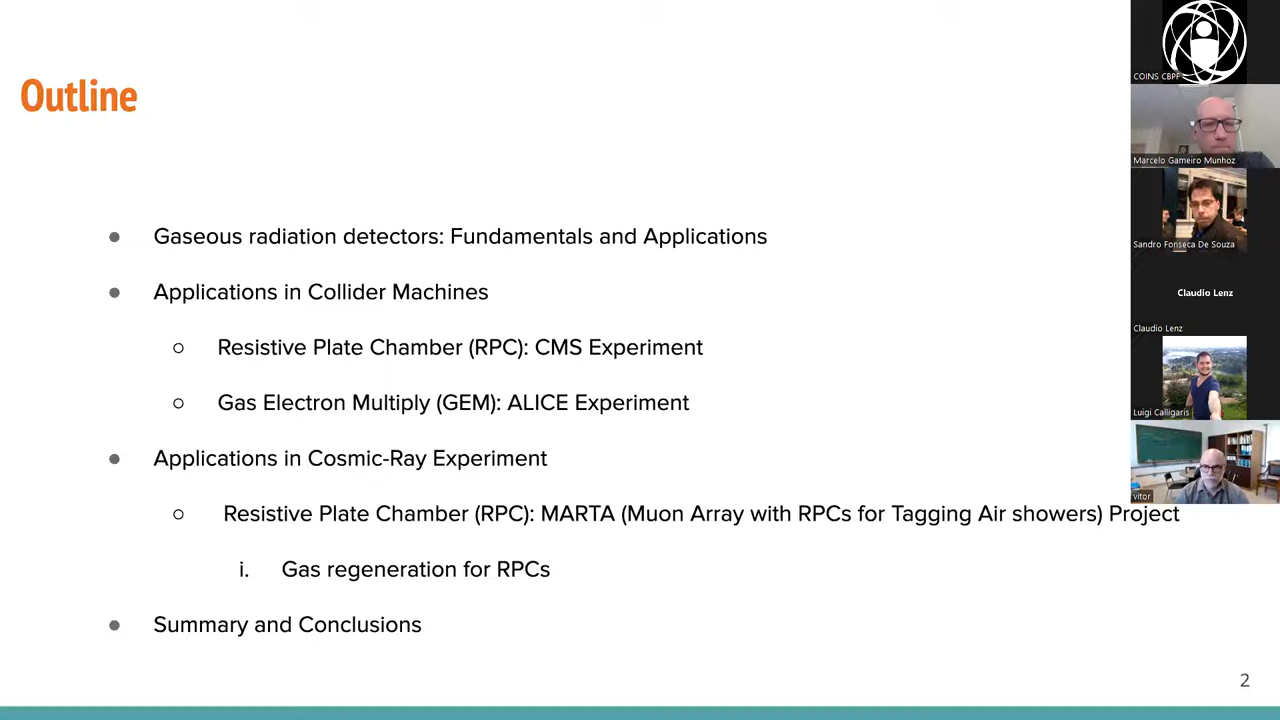 Outline
● Gaseous radiation detectors: Fundamentals and Applications
● Applications in Collider Machines
○ Resistive Plate Chamber (RPC): CMS Experiment
○ Gas Electron Multiply (GEM): ALICE Experiment
● Applications in Cosmic-Ray Experiment
○ Resistive Plate Chamber (RPC): MARTA (Muon Array with RPCs for Tagging Air showers) Project
i. Gas regeneration for RPCs
● Summary and Conclusions
2
COINS CBPF
Marcelo Gameiro Munhoz
Sandro Fonseca De Souza
Claudio Lenz
Claudio Lenz
Luigi Calligaris
vitor